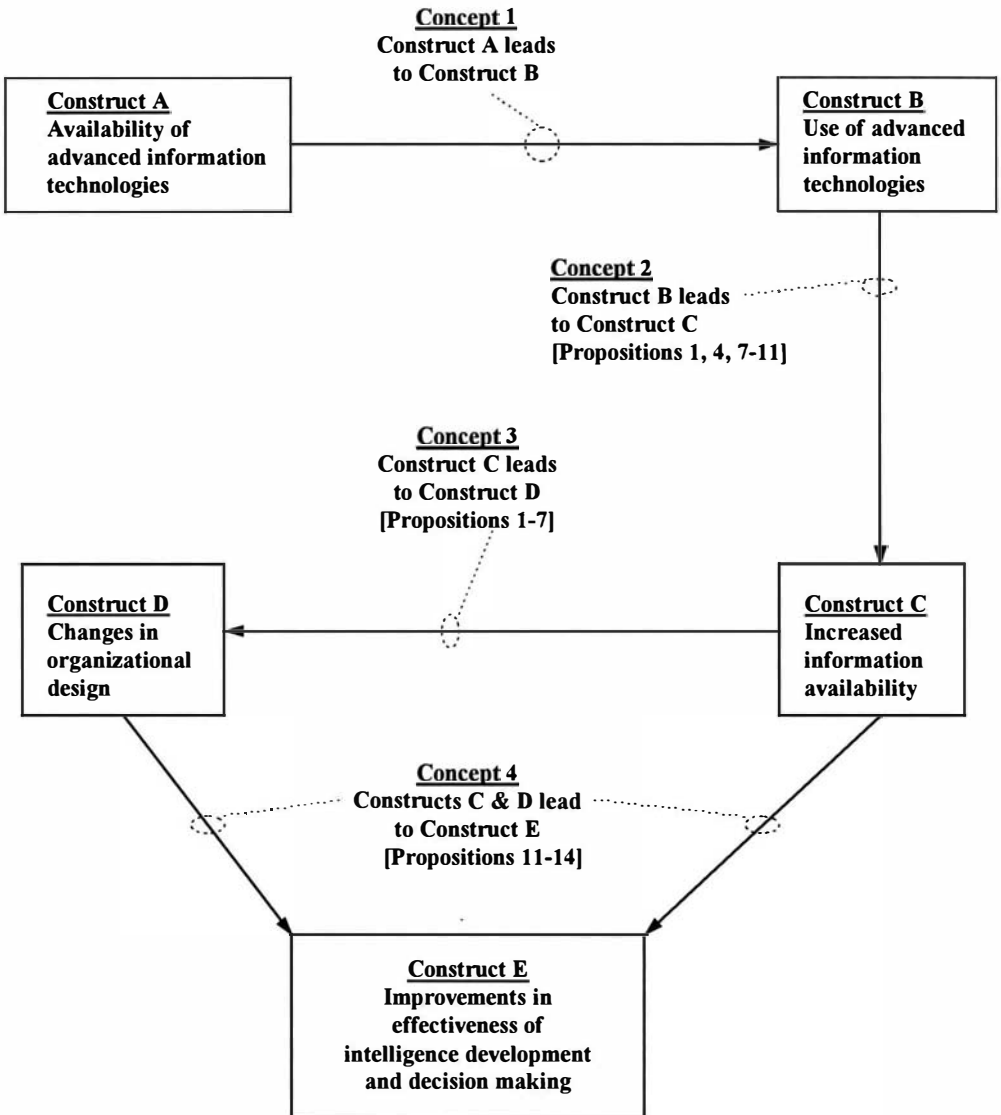 Concept 1
Construct A leads
to Construct B
Construct A
Availability of
advanced information
technologies
Construct B
Use of advanced
information
technologies
Concept 2
Construct B leads
to Construct C
[Propositions 1, 4, 7-11]
Concept 3
Construct C leads
to Construct D
[Propositions 1-7]
Construct D
Changes in
organizational
design
Construct C
Increased
information
availability
Concept 4
Constructs C & D lead
to Construct E
[Propositions 11-14]
Construct E
Improvements in
effectiveness of
intelligence development
and decision making